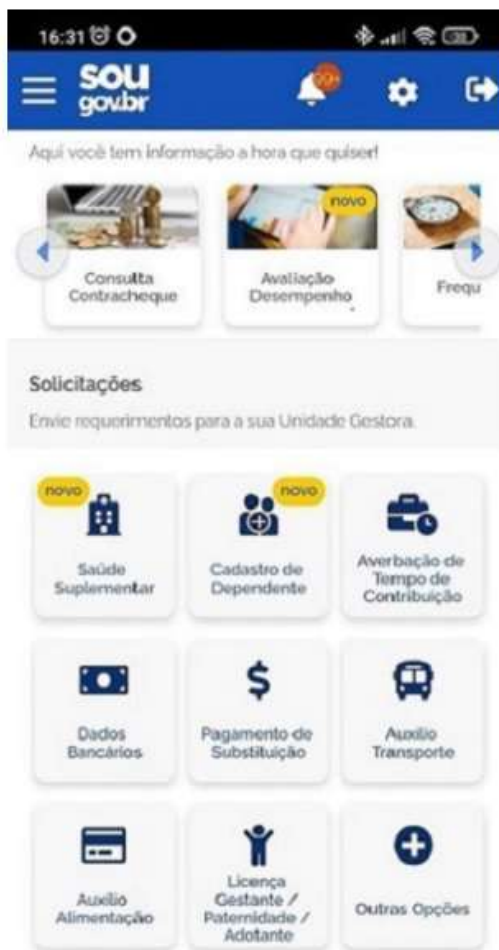 16:31
sou
gov.br
99+
Aqui você tem informação a hora que quiser!
novo
Consulta
Contracheque
Avaliação
Desempenho
Frequ
Solicitações
Envie requerimentos para a sua Unidade Gestora.
novo
novo
Saúde
Suplementar
Cadastro de
Dependente
Averbação de
Tempo de
Contribuição
Dados
Bancários
Pagamento de
Substituição
Auxílio
Transporte
Auxílio
Alimentação
Licença
Gestante /
Paternidade /
Adotante
Outras Opções